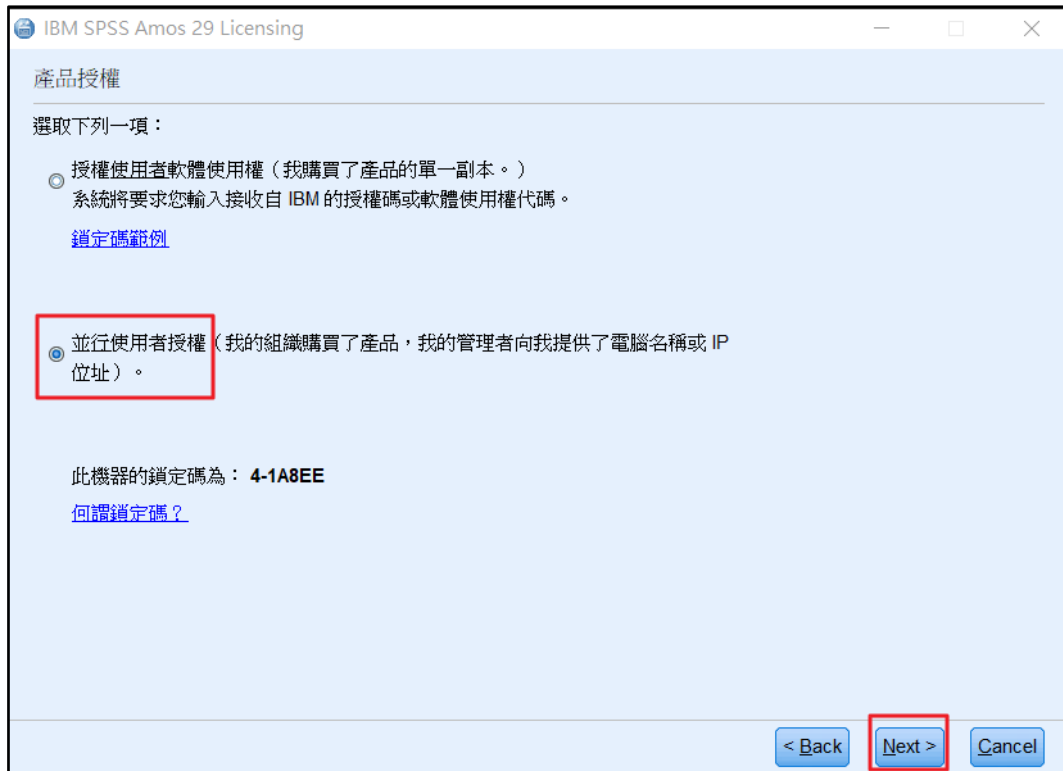 IBM SPSS Amos 29 Licensing
產品授權
選取下列一項：
授權使用者軟體使用權（我購買了產品的單一副本。）
系統將要求您輸入接收自 IBM 的授權碼或軟體使用權代碼。
鎖定碼範例
並行使用者授權（我的組織購買了產品，我的管理者向我提供了電腦名稱或 IP
位址）。
此機器的鎖定碼為： 4-1A8EE
何謂鎖定碼？
< Back Next > Cancel